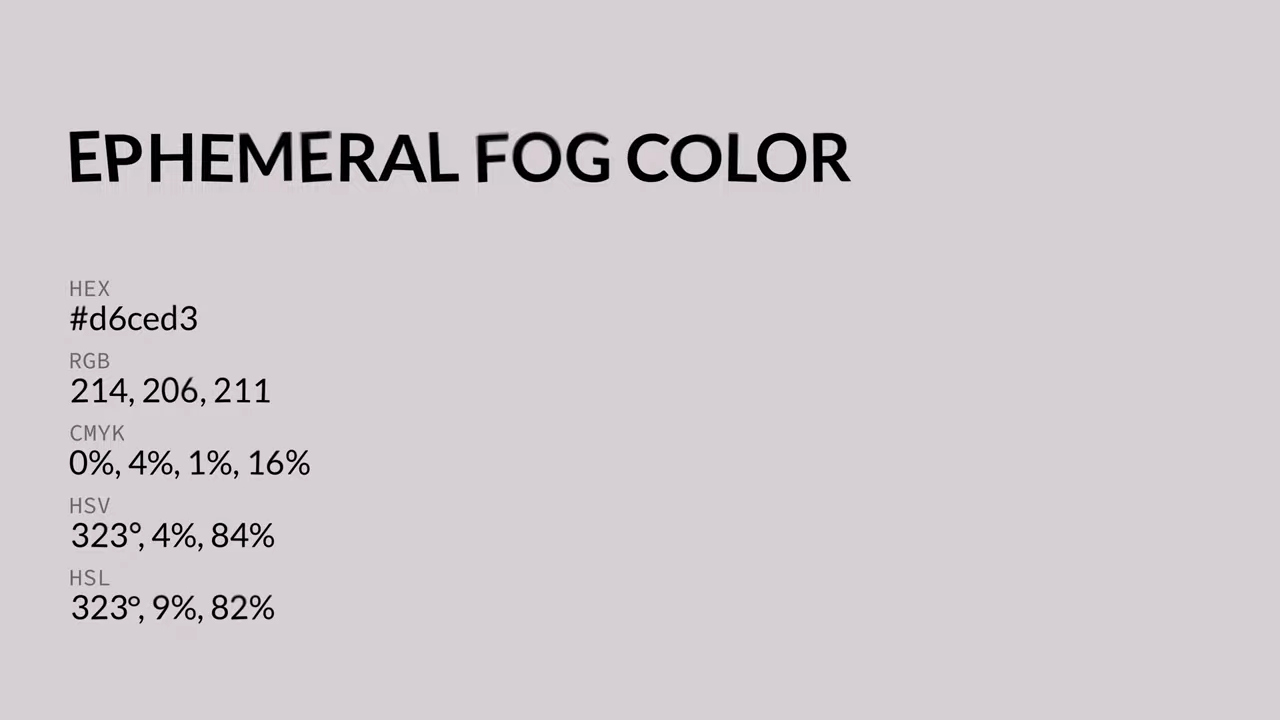 EPHEMERAL FOG COLOR
HEX
#d6ced3
RGB
214, 206, 211
CMYK
0%, 4%, 1%, 16%
HSV
323°, 4%, 84%
HSL
323°, 9%, 82%